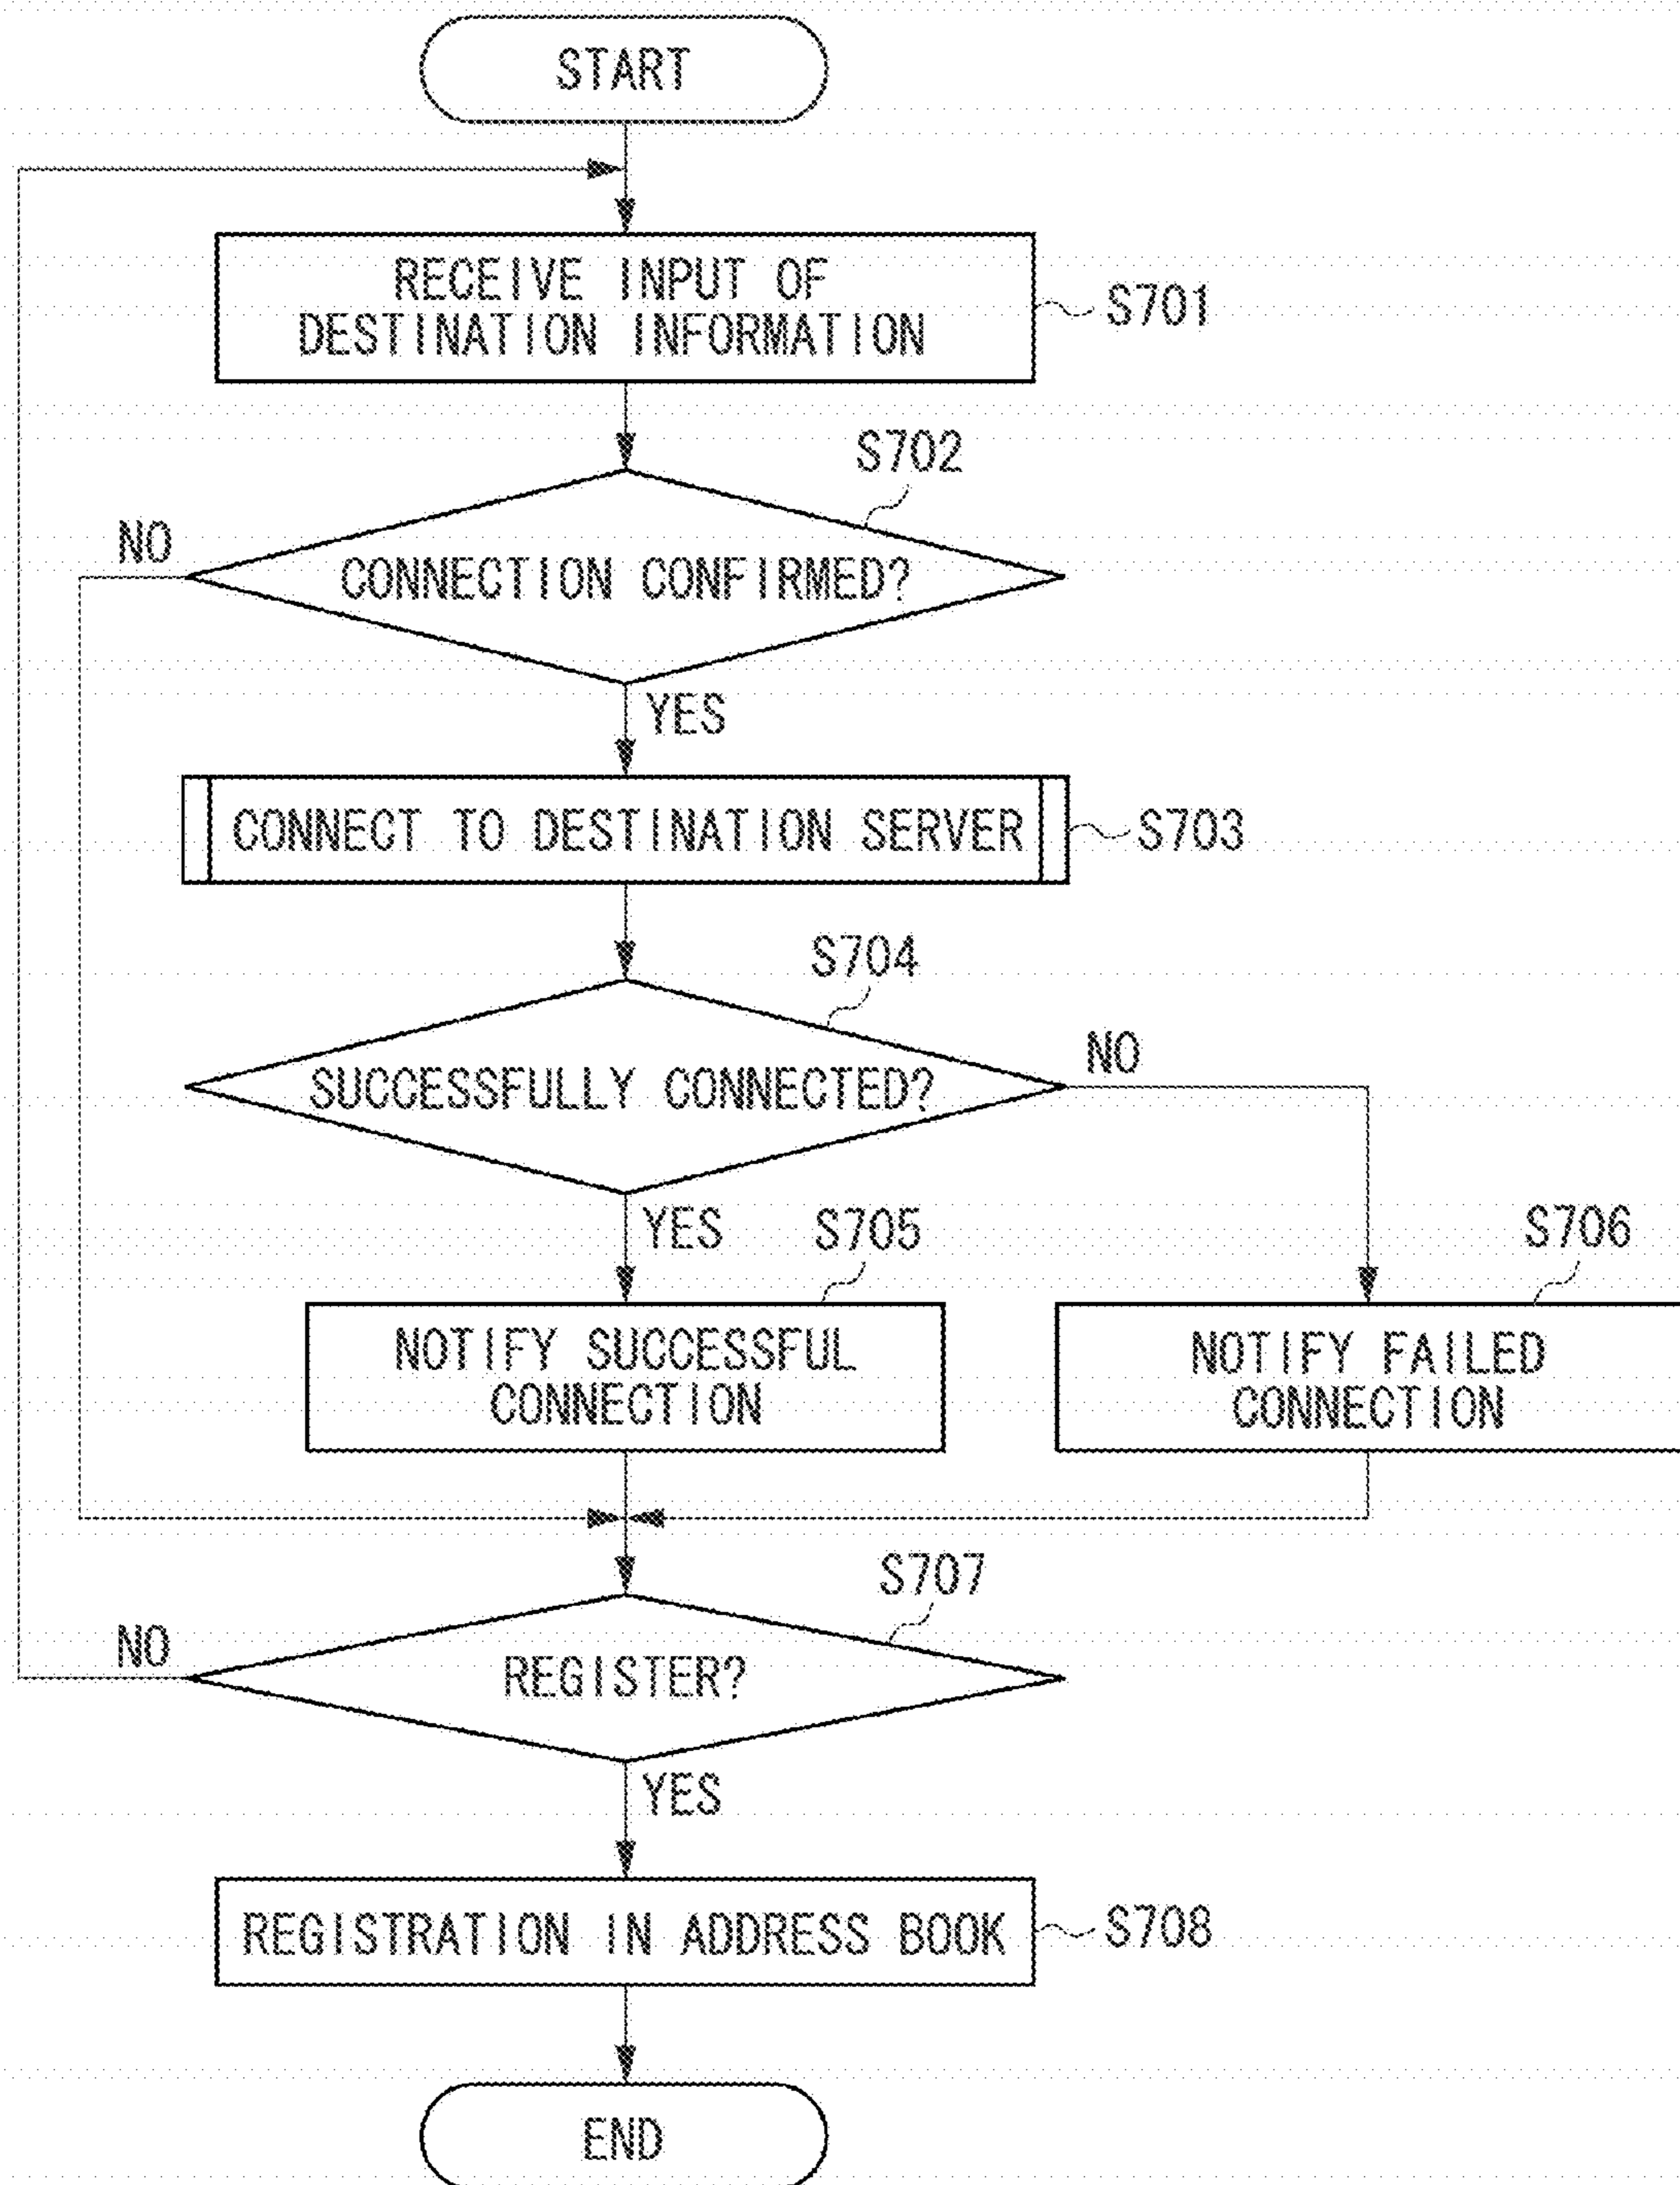 START
RECEIVE INPUT OF
DESTINATION INFORMATION
S701
S702
NO
CONNECTION CONFIRMED?
YES
CONNECT TO DESTINATION SERVER
S703
S704
NO
SUCCESSFULLY CONNECTED?
YES
S705
S706
NOTIFY SUCCESSFUL
CONNECTION
NOTIFY FAILED
CONNECTION
S707
NO
REGISTER?
YES
REGISTRATION IN ADDRESS BOOK
S708
END